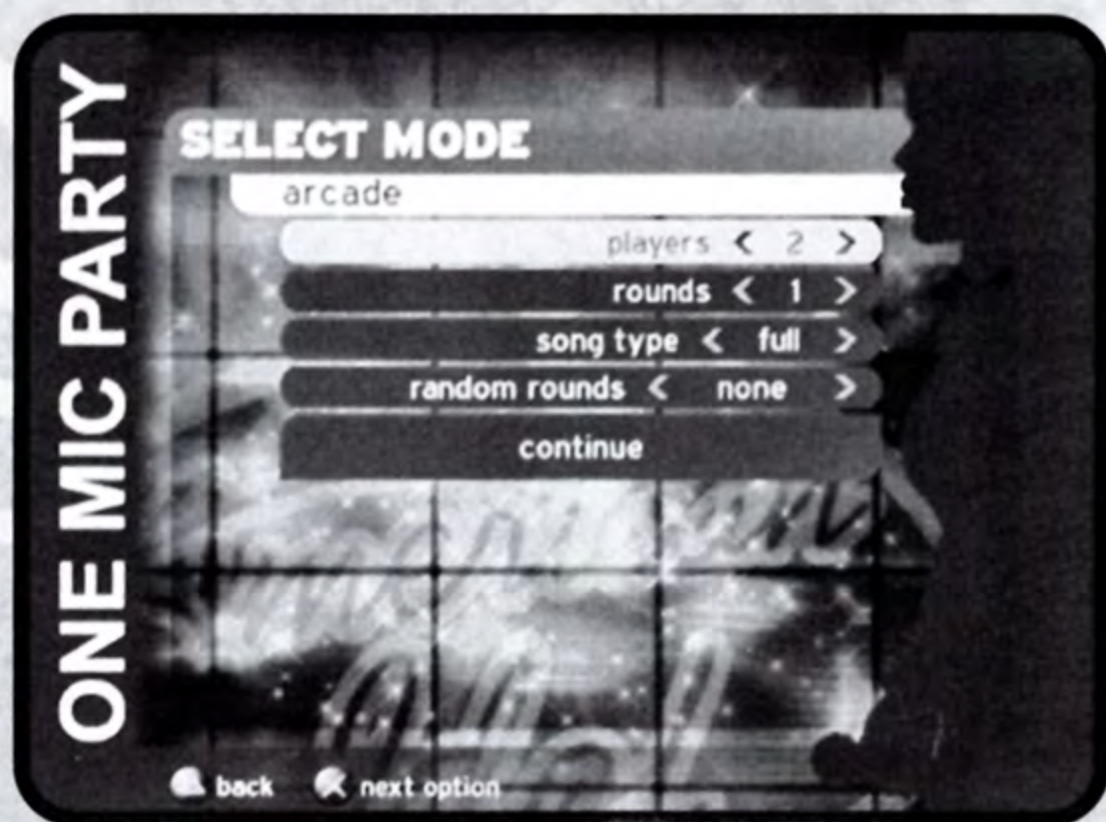 ONE MIC PARTY
SELECT MODE
arcade
players < 2 >
rounds < 1 >
song type < full >
random rounds < none >
continue
back next option